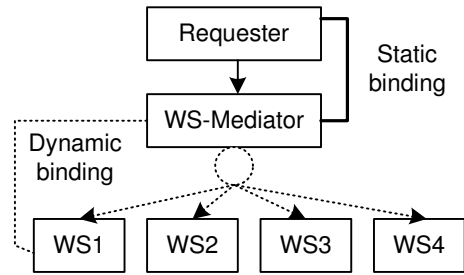 Requester
Static
binding
WS-Mediator
Dynamic
binding
WS1
WS2
WS3
WS4